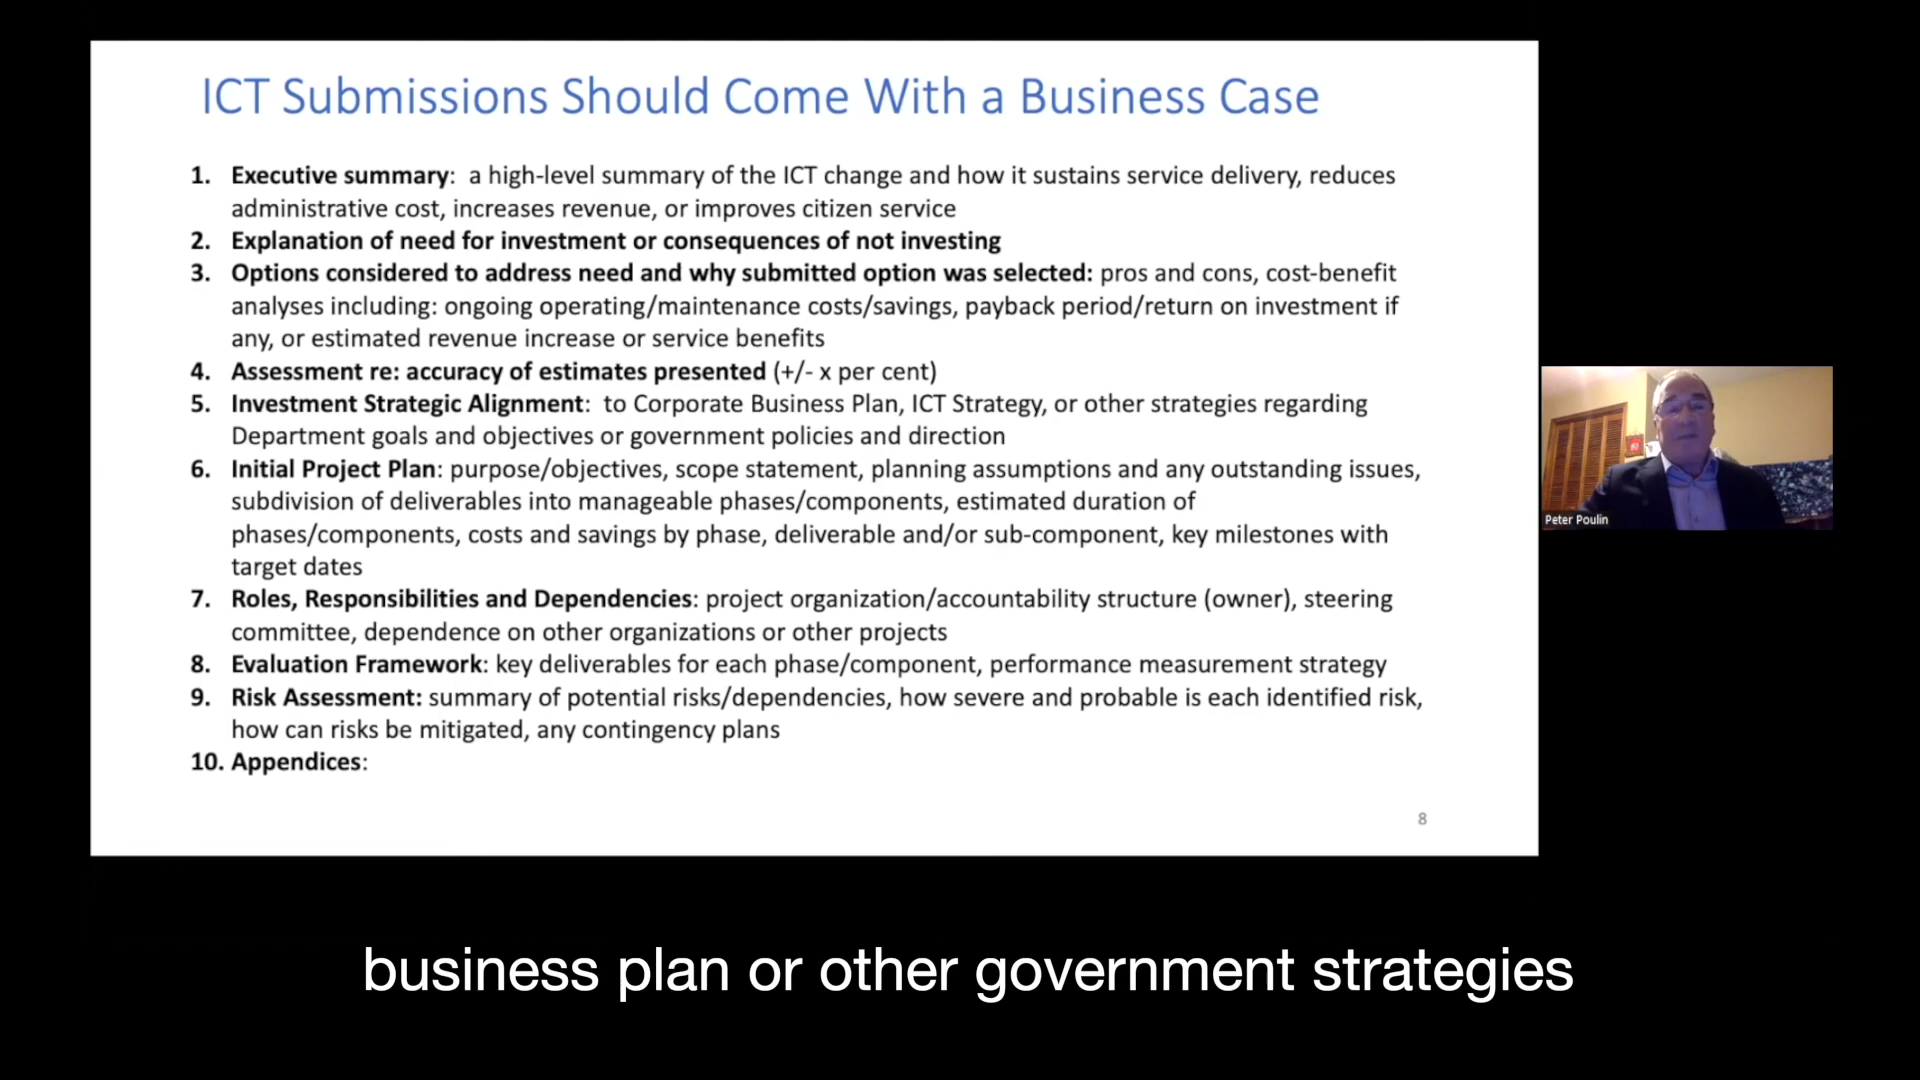 ICT Submissions Should Come With a Business Case
1. Executive summary: a high-level summary of the ICT change and how it sustains service delivery, reduces
administrative cost, increases revenue, or improves citizen service
2. Explanation of need for investment or consequences of not investing
3. Options considered to address need and why submitted option was selected: pros and cons, cost-benefit
analyses including: ongoing operating/maintenance costs/savings, payback period/return on investment if
any, or estimated revenue increase or service benefits
4. Assessment re: accuracy of estimates presented (+/- x per cent)
5. Investment Strategic Alignment: to Corporate Business Plan, ICT Strategy, or other strategies regarding
Department goals and objectives or government policies and direction
6. Initial Project Plan: purpose/objectives, scope statement, planning assumptions and any outstanding issues,
subdivision of deliverables into manageable phases/components, estimated duration of
phases/components, costs and savings by phase, deliverable and/or sub-component, key milestones with
target dates
7. Roles, Responsibilities and Dependencies: project organization/accountability structure (owner), steering
committee, dependence on other organizations or other projects
8. Evaluation Framework: key deliverables for each phase/component, performance measurement strategy
9. Risk Assessment: summary of potential risks/dependencies, how severe and probable is each identified risk,
how can risks be mitigated, any contingency plans
10. Appendices:
8
Peter Poulin
business plan or other government strategies